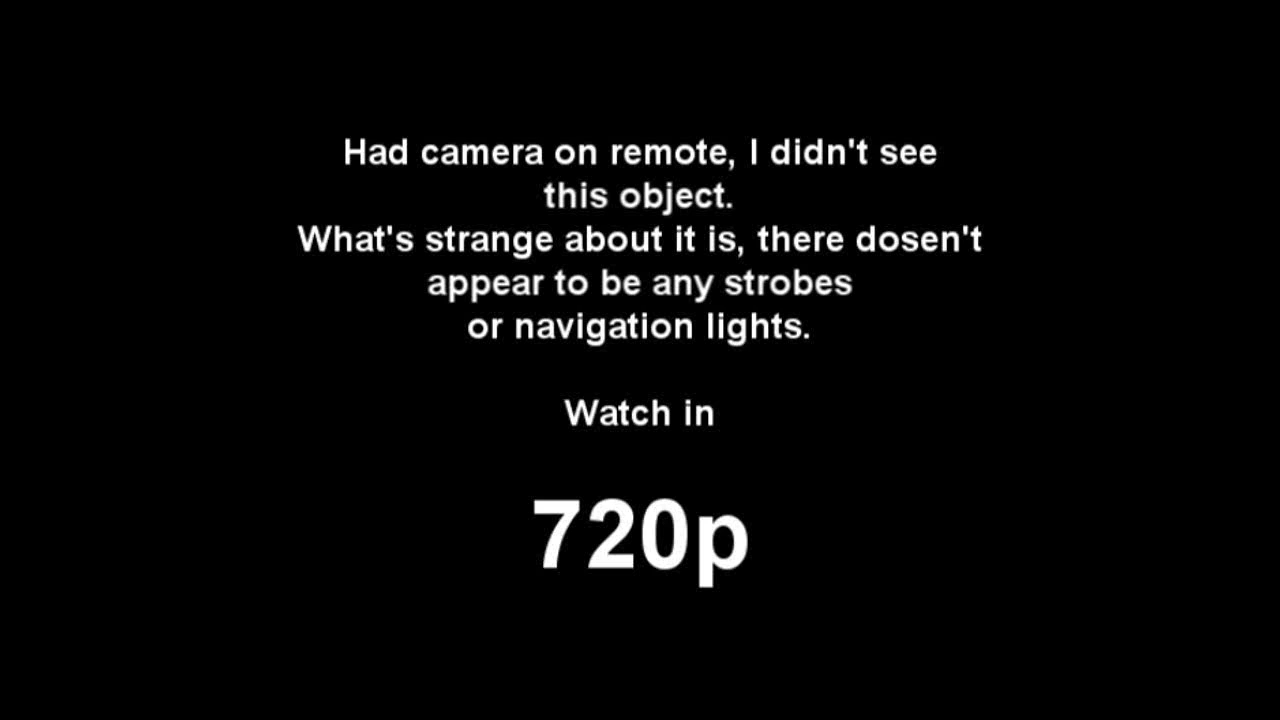 Had camera on remote, I didn't see
this object.
What's strange about it is, there dosen't
appear to be any strobes
or navigation lights.
Watch in
720p